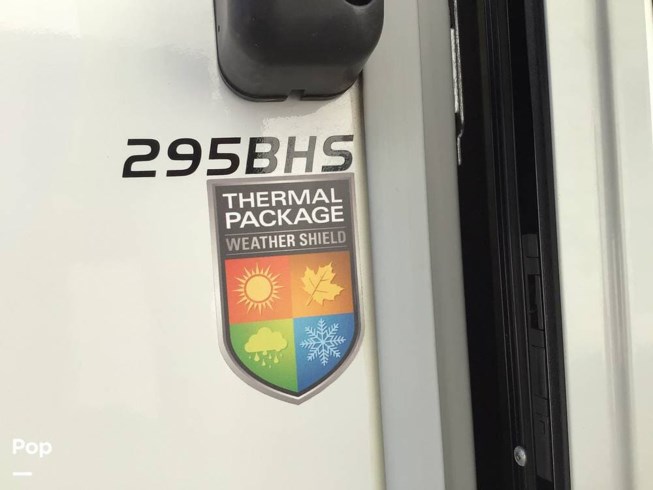 295BHS
THERMAL
PACKAGE
WEATHER SHIELD
Pop